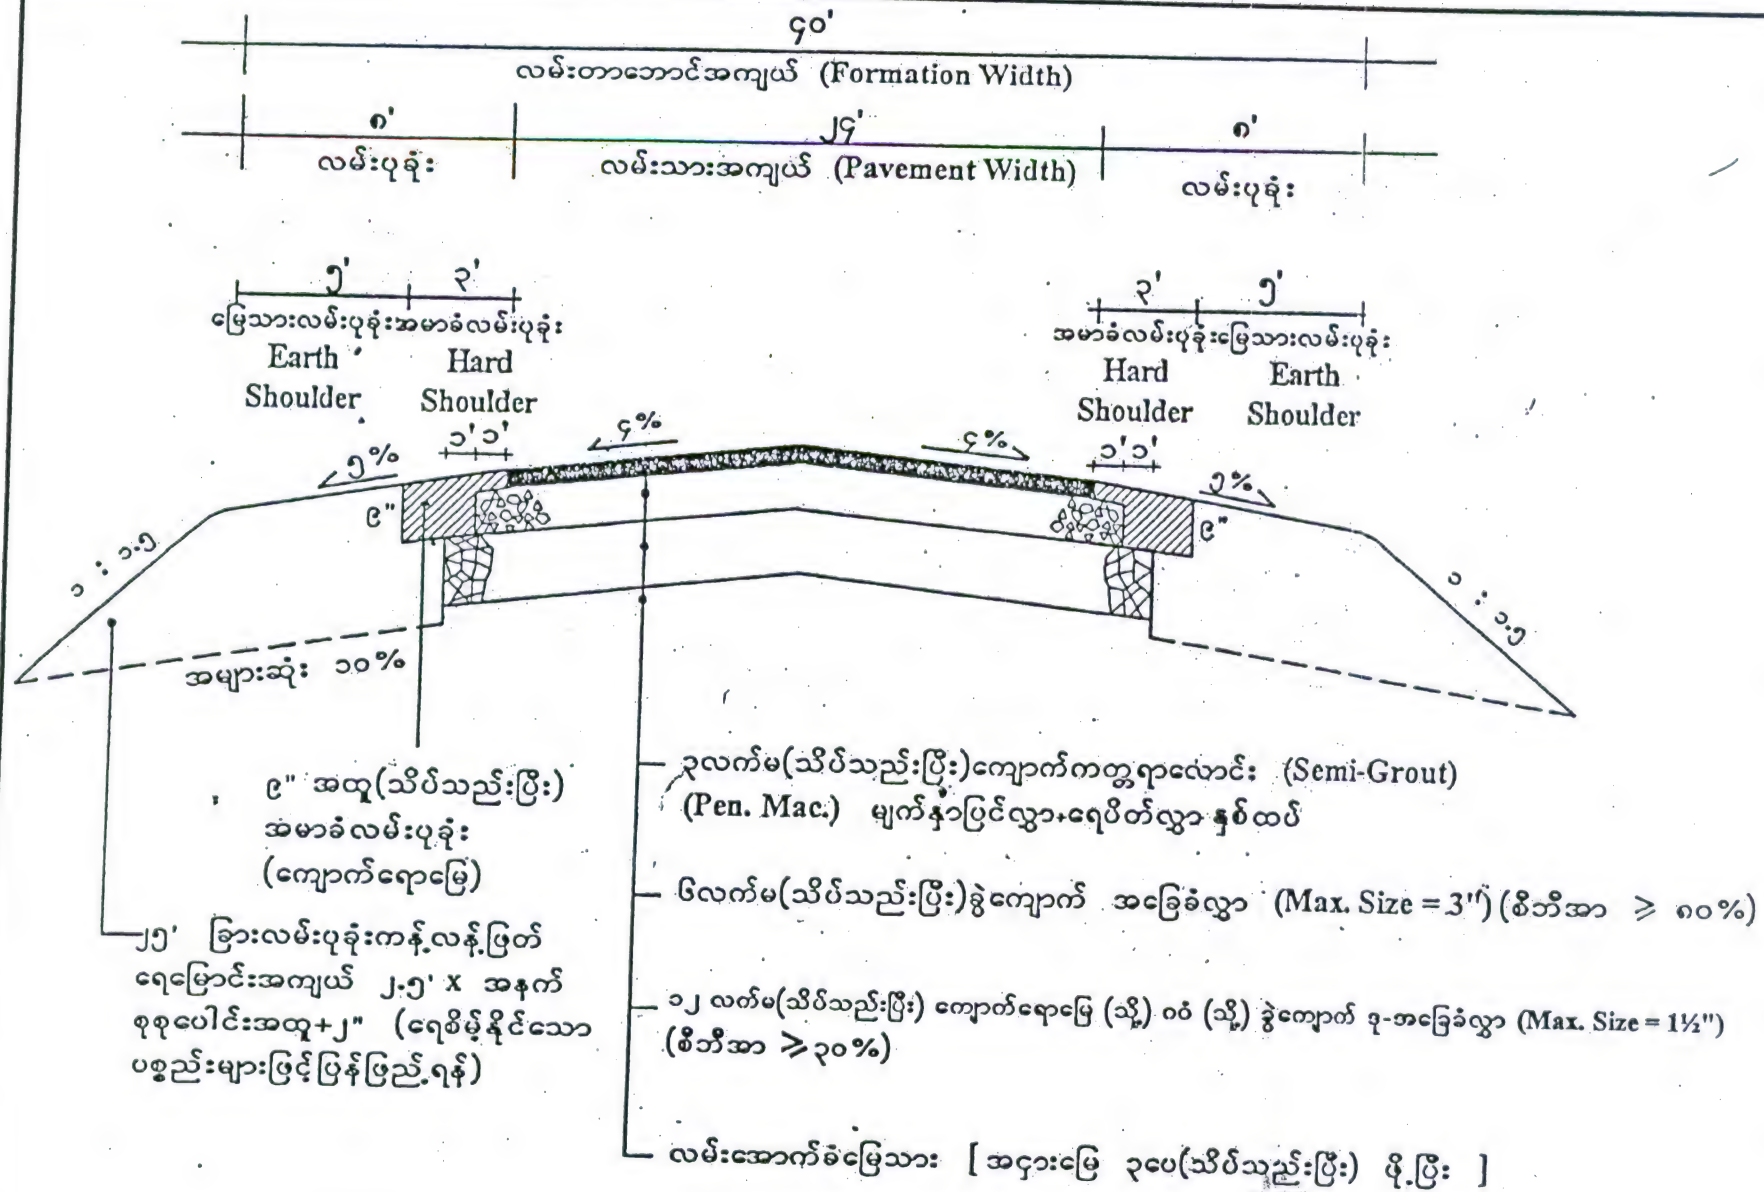 ၄၀'
လမ်းတာဘောင်အကျယ် (Formation Width)
၈' ၂၄' ၈'
လမ်းပုခုံး လမ်းသားအကျယ် (Pavement Width) လမ်းပုခုံး
၅' ၃' ၃' ၅'
မြေသားလမ်းပုခုံး အမာခံလမ်းပုခုံး အမာခံလမ်းပုခုံး မြေသားလမ်းပုခုံး
Earth Hard Hard Earth
Shoulder Shoulder Shoulder Shoulder
၅% ၁' ၁' ၄% ၄% ၁' ၁' ၅%
၉" ၉"
၁ : ၁.၅ ၁ : ၁.၅
အများဆုံး ၁၀%
၉" အထူ(သိပ်သည်းပြီး)
အမာခံလမ်းပုခုံး
(ကျောက်ရောမြေ)
၂၅' ခြားလမ်းပုခုံးကန့်လန့်ဖြတ်
ရေမြောင်းအကျယ် ၂.၅' X အနက်
စုစုပေါင်းအထူ+၂" (ရေစိမ့်နိုင်သော
ပစ္စည်းများဖြင့်ပြန်ဖြည့်ရန်)
၃လက်မ(သိပ်သည်းပြီး)ကျောက်ကတ္တရာလောင်း (Semi-Grout)
(Pen. Mac.) မျက်နှာပြင်လွှာ+ရေပိတ်လွှာ နှစ်ထပ်
၆လက်မ(သိပ်သည်းပြီး)ခွဲကျောက် အခြေခံလွှာ (Max. Size = 3") (စီဘီအာ ≥ ၈၀%)
၁၂ လက်မ(သိပ်သည်းပြီး) ကျောက်ရောမြေ (သို့) ဂဝံ (သို့) ခွဲကျောက် ဒု-အခြေခံလွှာ (Max. Size = 1½")
(စီဘီအာ ≥ ၃၀%)
လမ်းအောက်ခံမြေသား [ အငှားမြေ ၃ပေ(သိပ်သည်းပြီး) ဖို့ပြီး ]